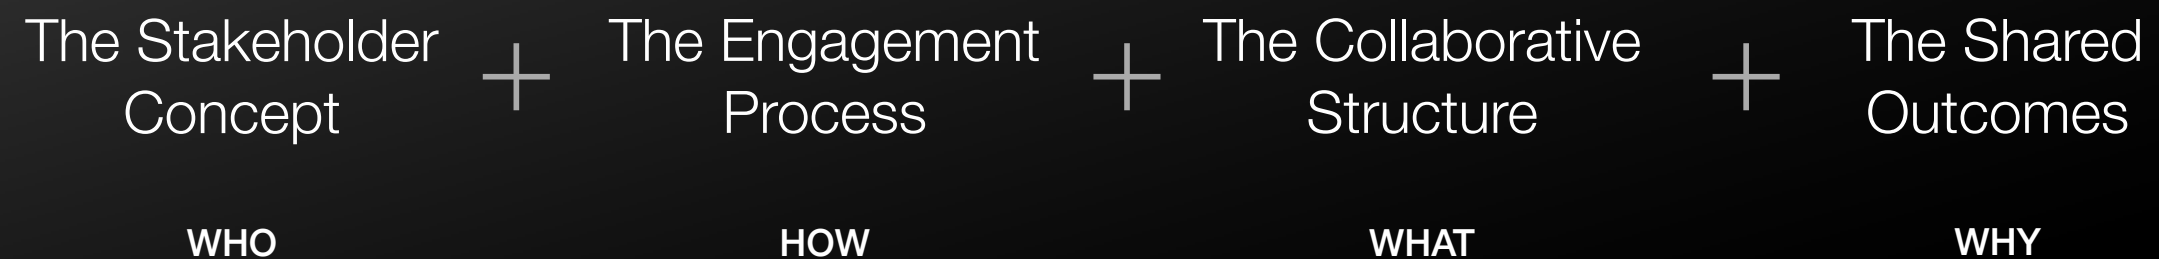 The Stakeholder
Concept
+
The Engagement
Process
+
The Collaborative
Structure
+
The Shared
Outcomes
WHO
HOW
WHAT
WHY